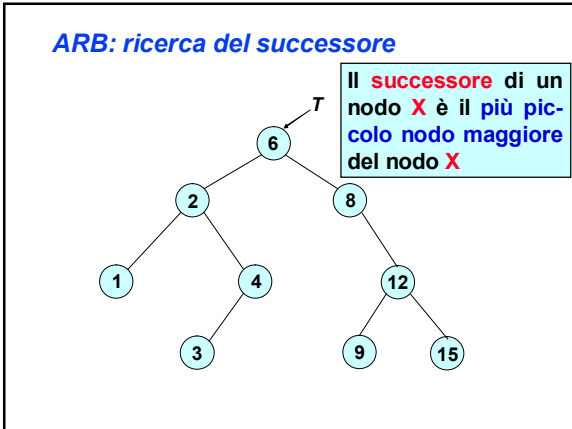 ARB: ricerca del successore
Il successore di un
nodo X è il più pic-
colo nodo maggiore
del nodo X
T
6
2
8
1
4
12
3
9
15